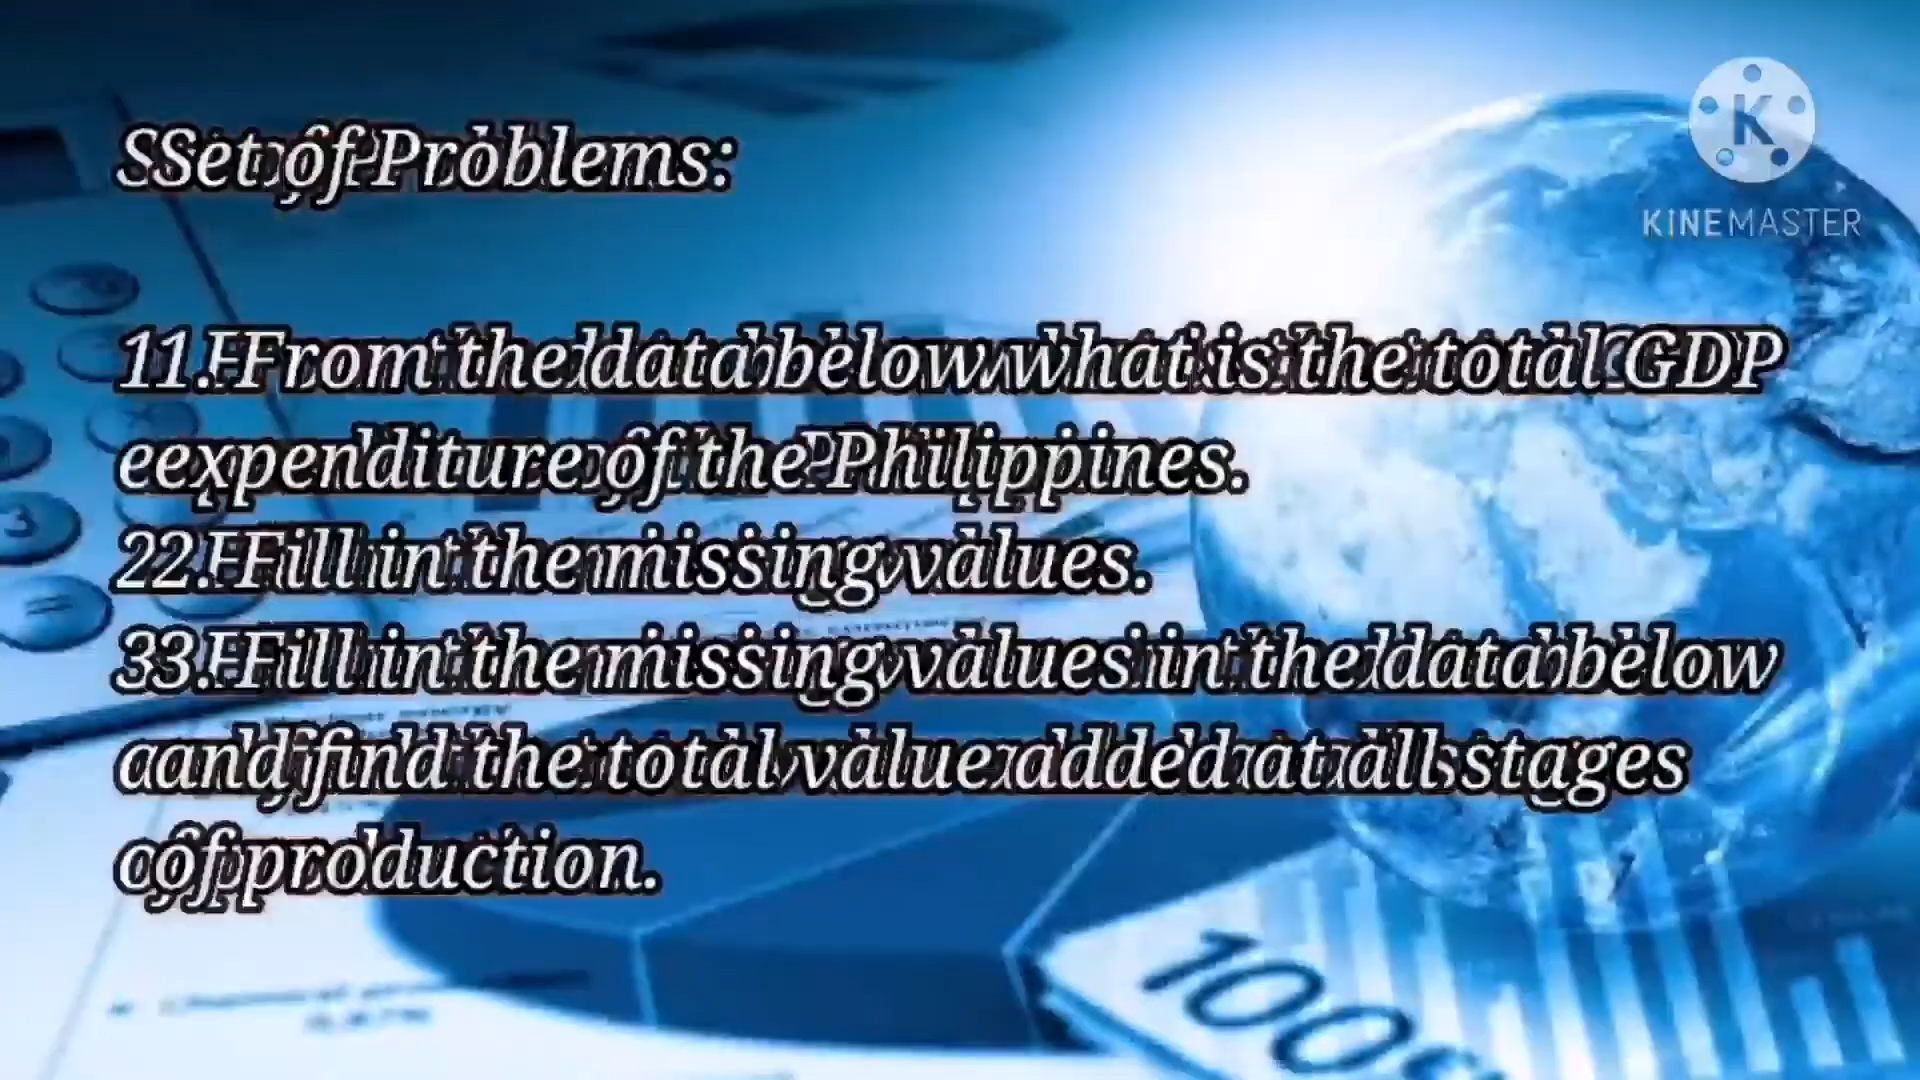 Set of Problems:
K
KINEMASTER
1. From the data below what is the total GDP
expenditure of the Philippines.
2. Fill in the missing values.
3. Fill in the missing values in the data below
and find the total value added at all stages
of production.
3
=
100